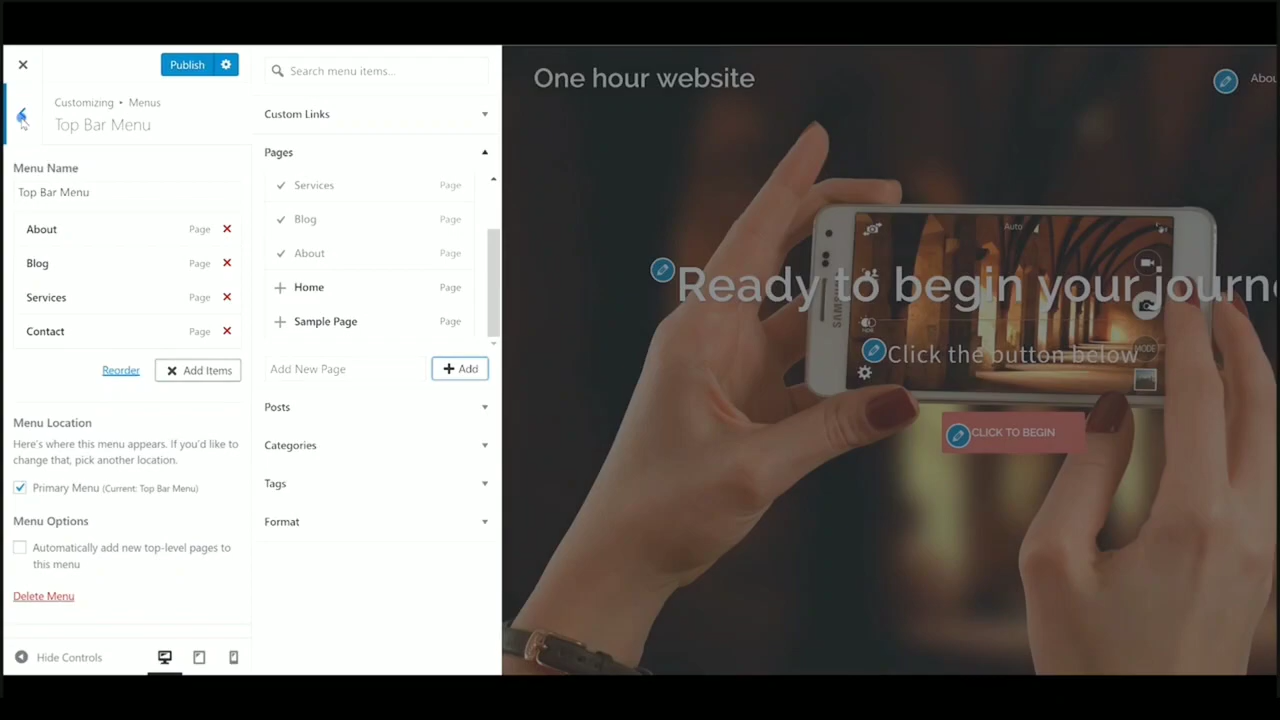 Publish
Customizing • Menus
Top Bar Menu
Menu Name
Top Bar Menu
About Page
Blog Page
Services Page
Contact Page
Reorder Add Items
Menu Location
Here's where this menu appears. If you'd like to
change that, pick another location.
Primary Menu (Current: Top Bar Menu)
Menu Options
Automatically add new top-level pages to
this menu
Delete Menu
Hide Controls
Search menu items...
Custom Links
Pages
Services Page
Blog Page
About Page
Home Page
Sample Page Page
Add New Page Add
Posts
Categories
Tags
Format
One hour website
Abou
Auto
SAMSUNG
Ready to begin your journ
Click the button below
MODE
CLICK TO BEGIN